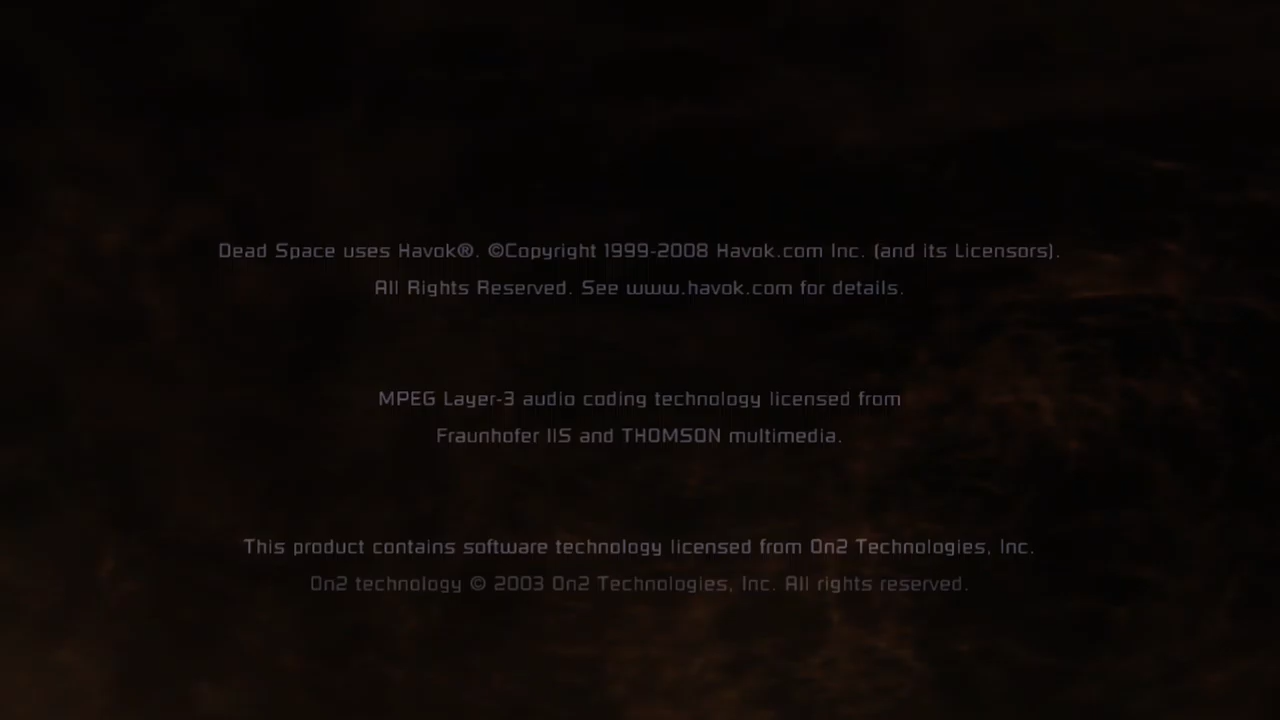 Dead Space uses Havok®. ©Copyright 1999-2008 Havok.com Inc. (and its Licensors).
All Rights Reserved. See www.havok.com for details.
MPEG Layer-3 audio coding technology licensed from
Fraunhofer IIS and THOMSON multimedia.
This product contains software technology licensed from On2 Technologies, Inc.
On2 technology © 2003 On2 Technologies, Inc. All rights reserved.